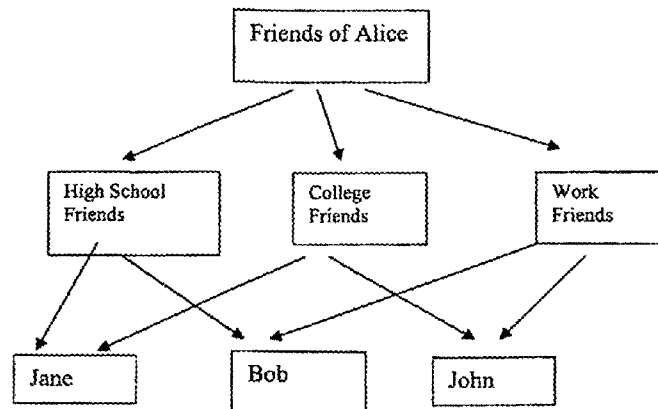 Friends of Alice
High School
Friends
College
Friends
Work
Friends
Jane
Bob
John